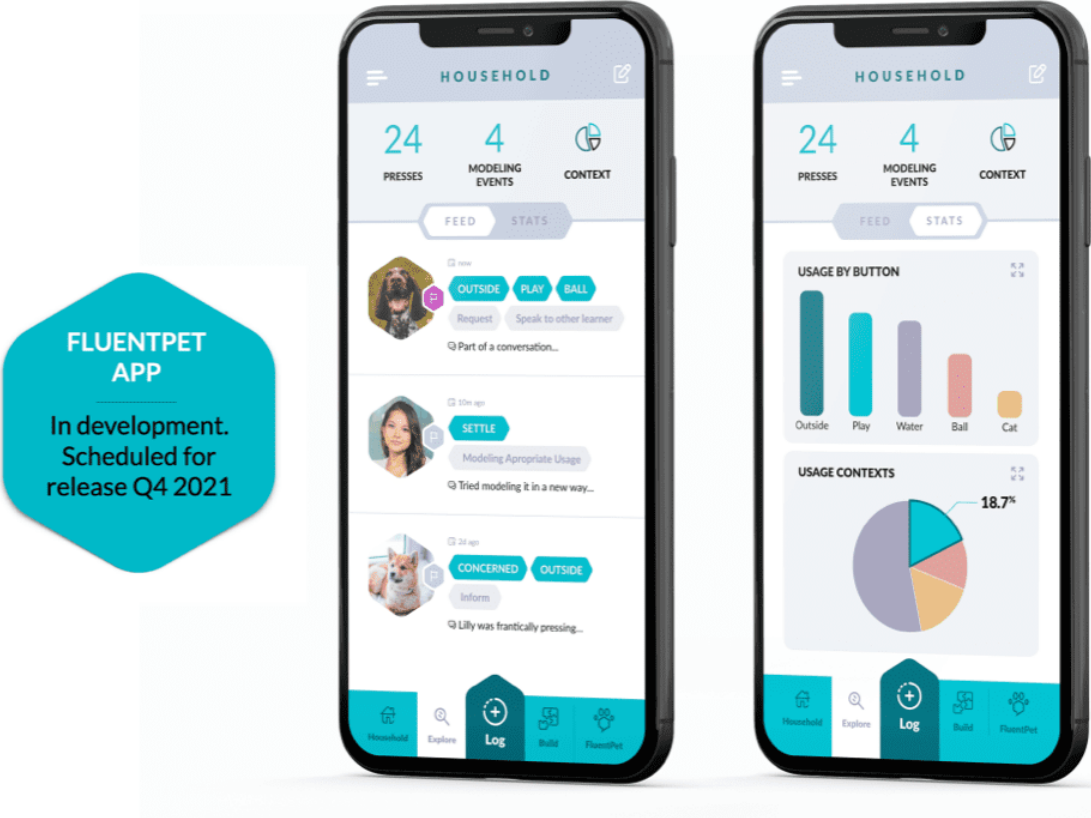 FLUENTPET
APP
In development.
Scheduled for
release Q4 2021
HOUSEHOLD
24
PRESSES
4
MODELING
EVENTS
CONTEXT
FEED
STATS
now
OUTSIDE
PLAY
BALL
Request
Speak to other learner
Part of a conversation...
10m ago
SETTLE
Modeling Apropriate Usage
Tried modeling it in a new way...
2d ago
CONCERNED
OUTSIDE
Inform
Lilly was frantically pressing...
Household
Explore
Log
Build
FluentPet
HOUSEHOLD
24
PRESSES
4
MODELING
EVENTS
CONTEXT
FEED
STATS
USAGE BY BUTTON
Outside
Play
Water
Ball
Cat
USAGE CONTEXTS
18.7%
Household
Explore
Log
Build
FluentPet